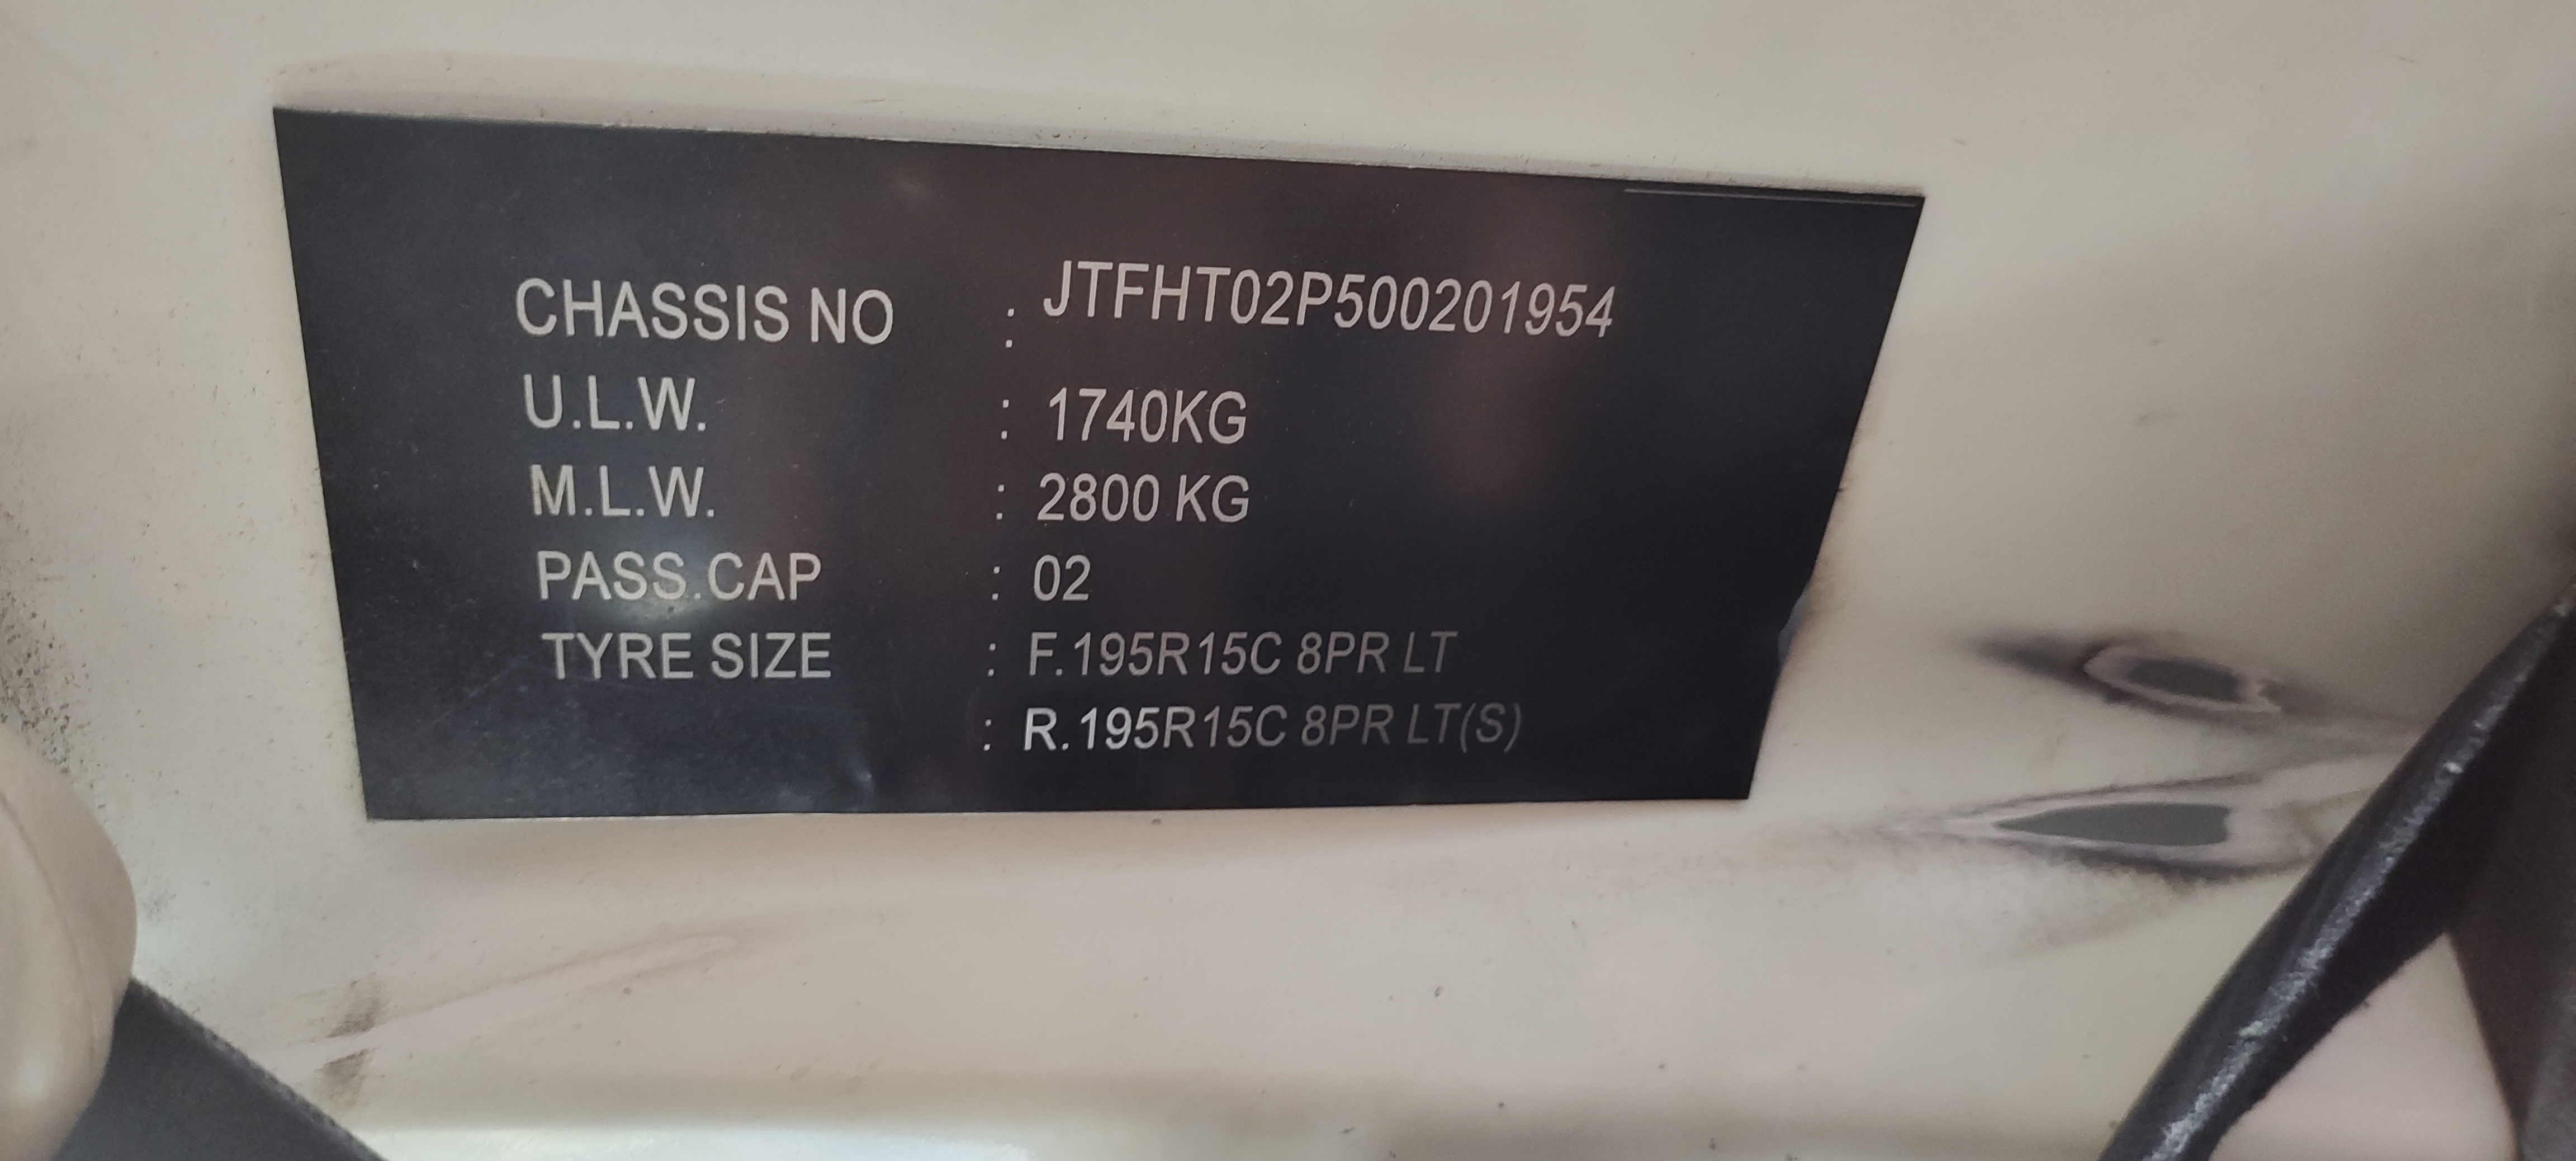 CHASSIS NO : JTFHT02P500201954
U.L.W. : 1740KG
M.L.W. : 2800 KG
PASS.CAP : 02
TYRE SIZE : F.195R15C 8PR LT
: R.195R15C 8PR LT(S)